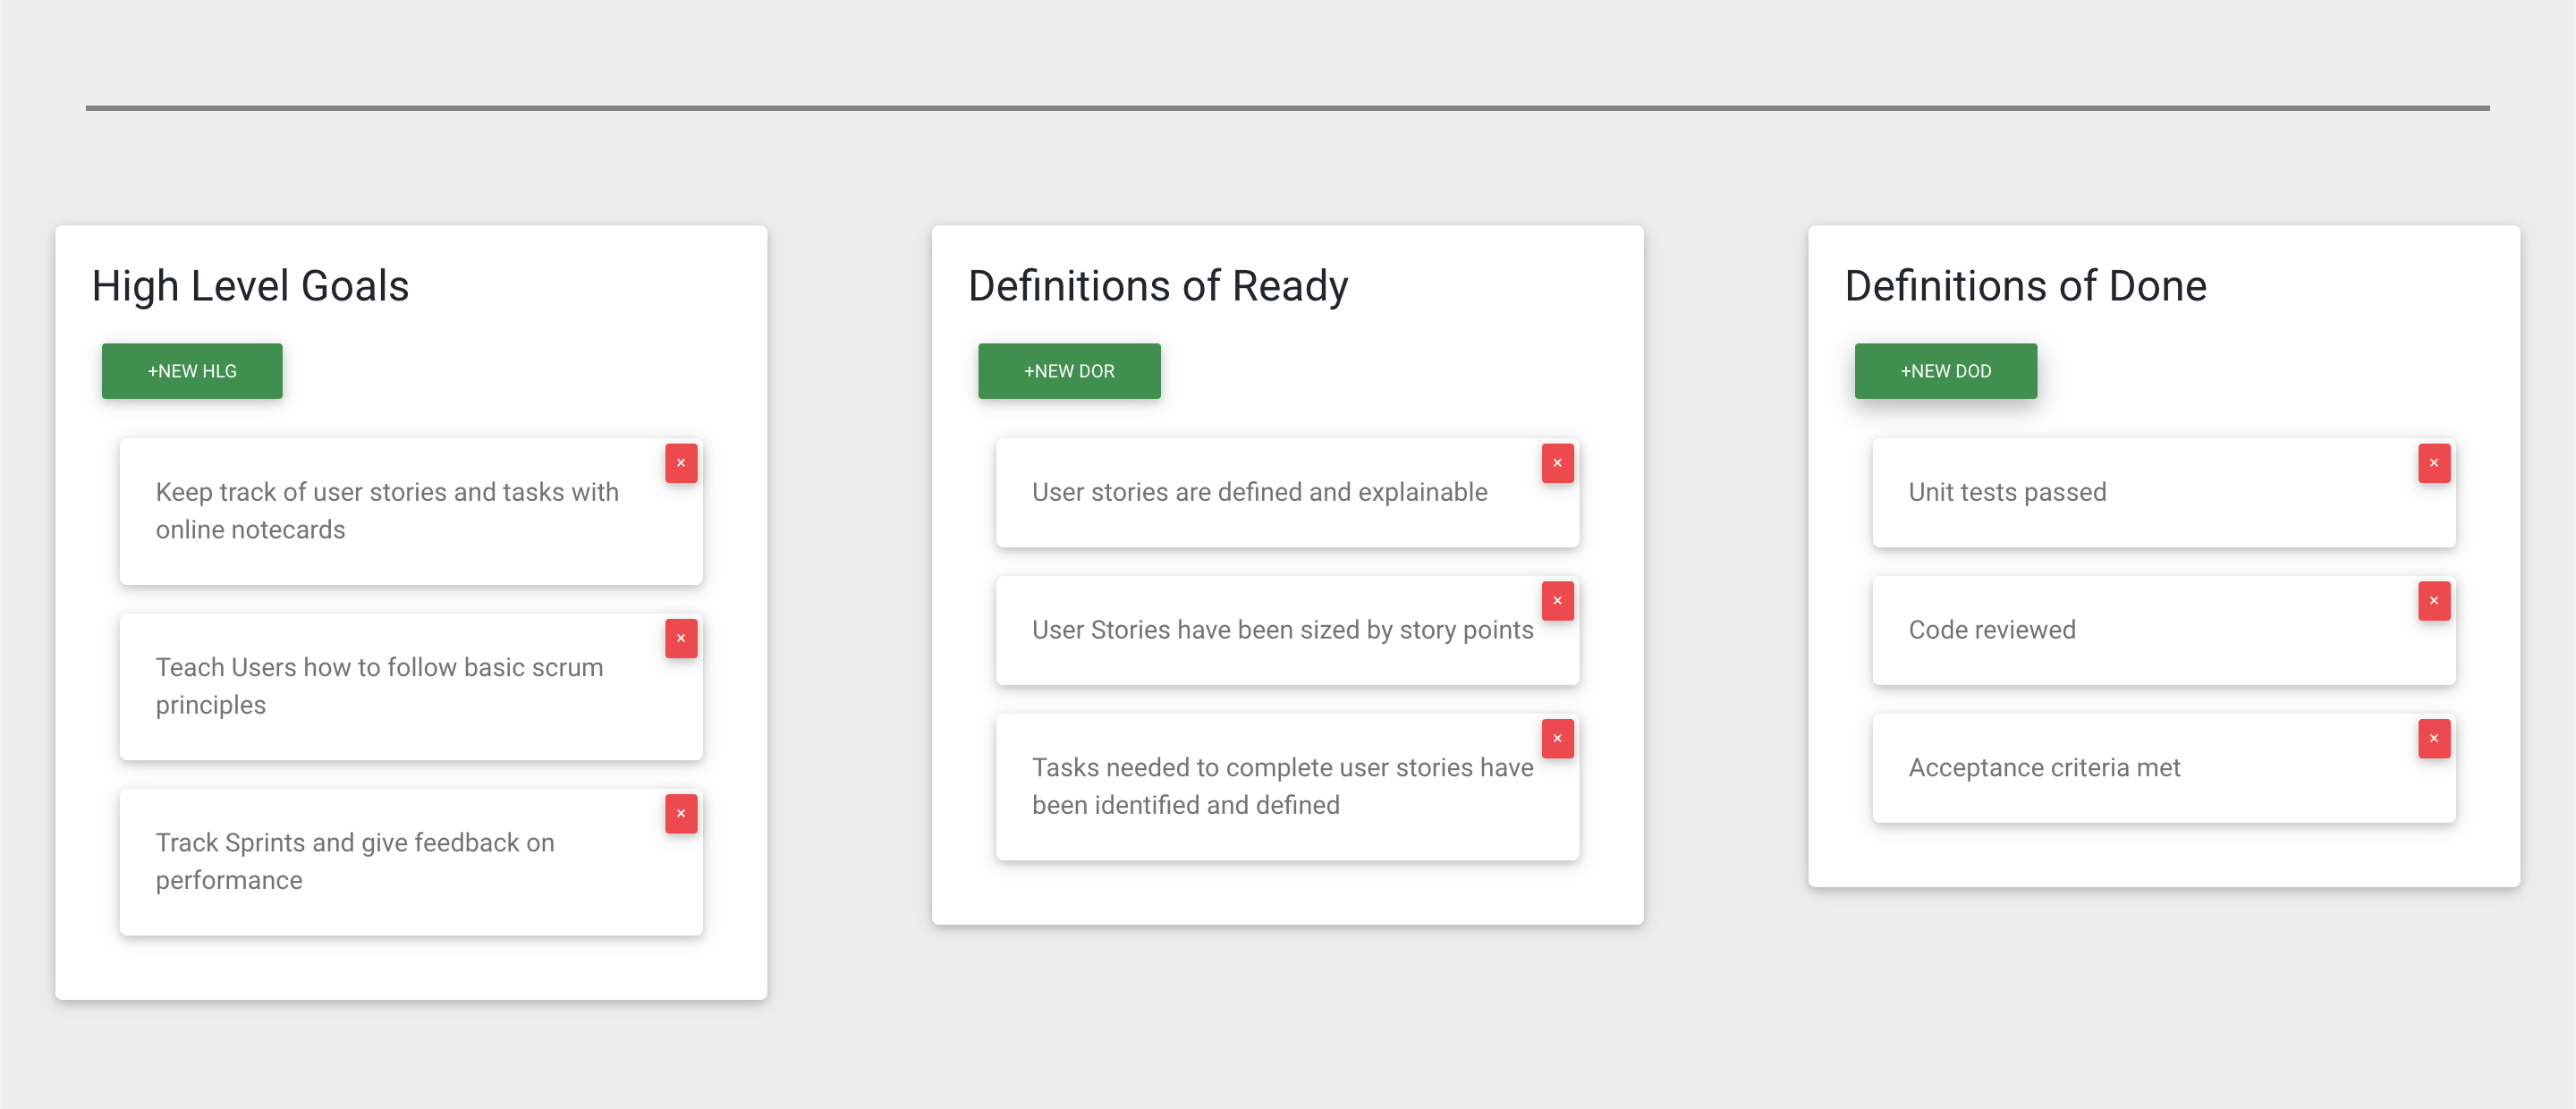 High Level Goals
+NEW HLG
×
Keep track of user stories and tasks with
online notecards
×
Teach Users how to follow basic scrum
principles
×
Track Sprints and give feedback on
performance
Definitions of Ready
+NEW DOR
×
User stories are defined and explainable
×
User Stories have been sized by story points
×
Tasks needed to complete user stories have
been identified and defined
Definitions of Done
+NEW DOD
×
Unit tests passed
×
Code reviewed
×
Acceptance criteria met